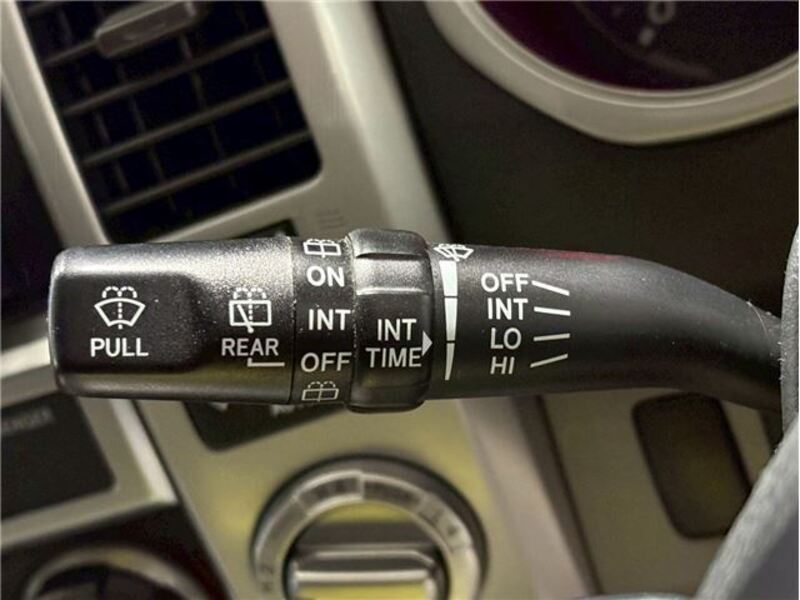 PULL
REAR
ON
INT
OFF
INT
TIME
OFF
INT
LO
HI